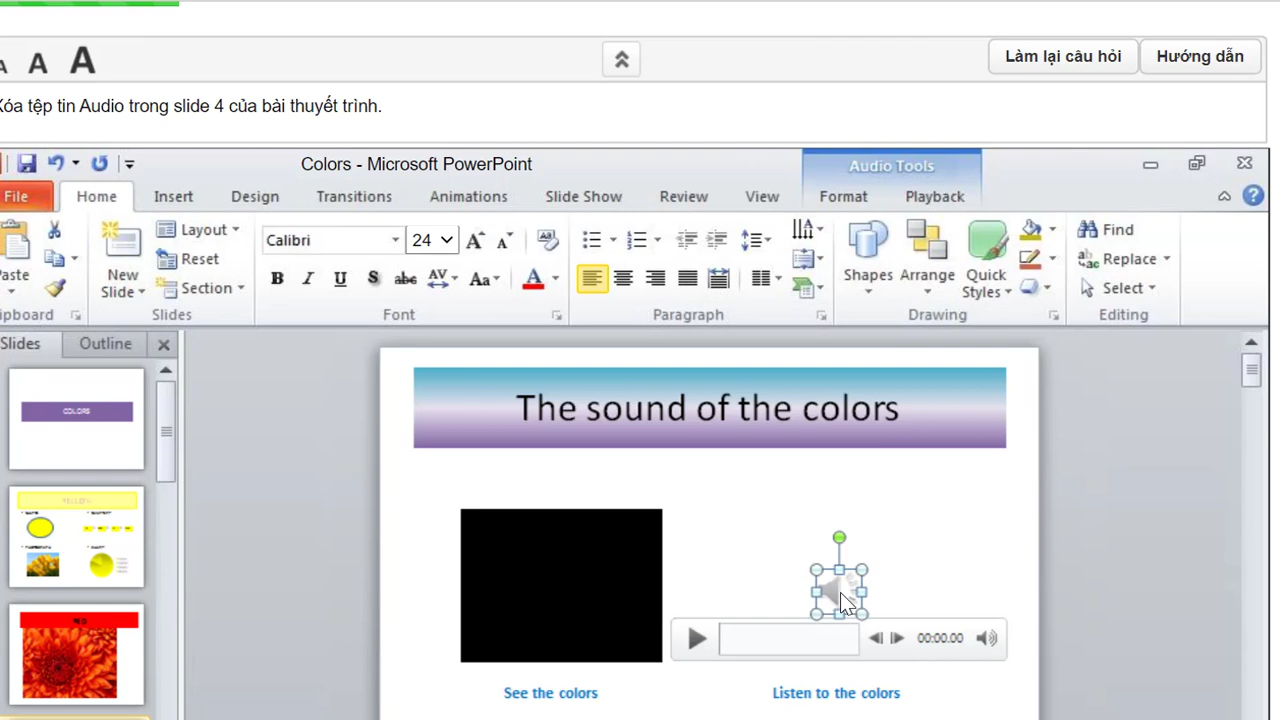 A A A
Làm lại câu hỏi
Hướng dẫn
Xóa tệp tin Audio trong slide 4 của bài thuyết trình.
Colors - Microsoft PowerPoint
Audio Tools
File Home Insert Design Transitions Animations Slide Show Review View Format Playback
Paste
New Slide
Layout
Reset
Section
Calibri 24
B I U S abc AV Aa A
Shapes Arrange Quick Styles
Find
Replace
Select
ipboard Slides Font Paragraph Drawing Editing
Slides Outline
COLORS
The sound of the colors
YELLOW
00:00.00
See the colors
Listen to the colors